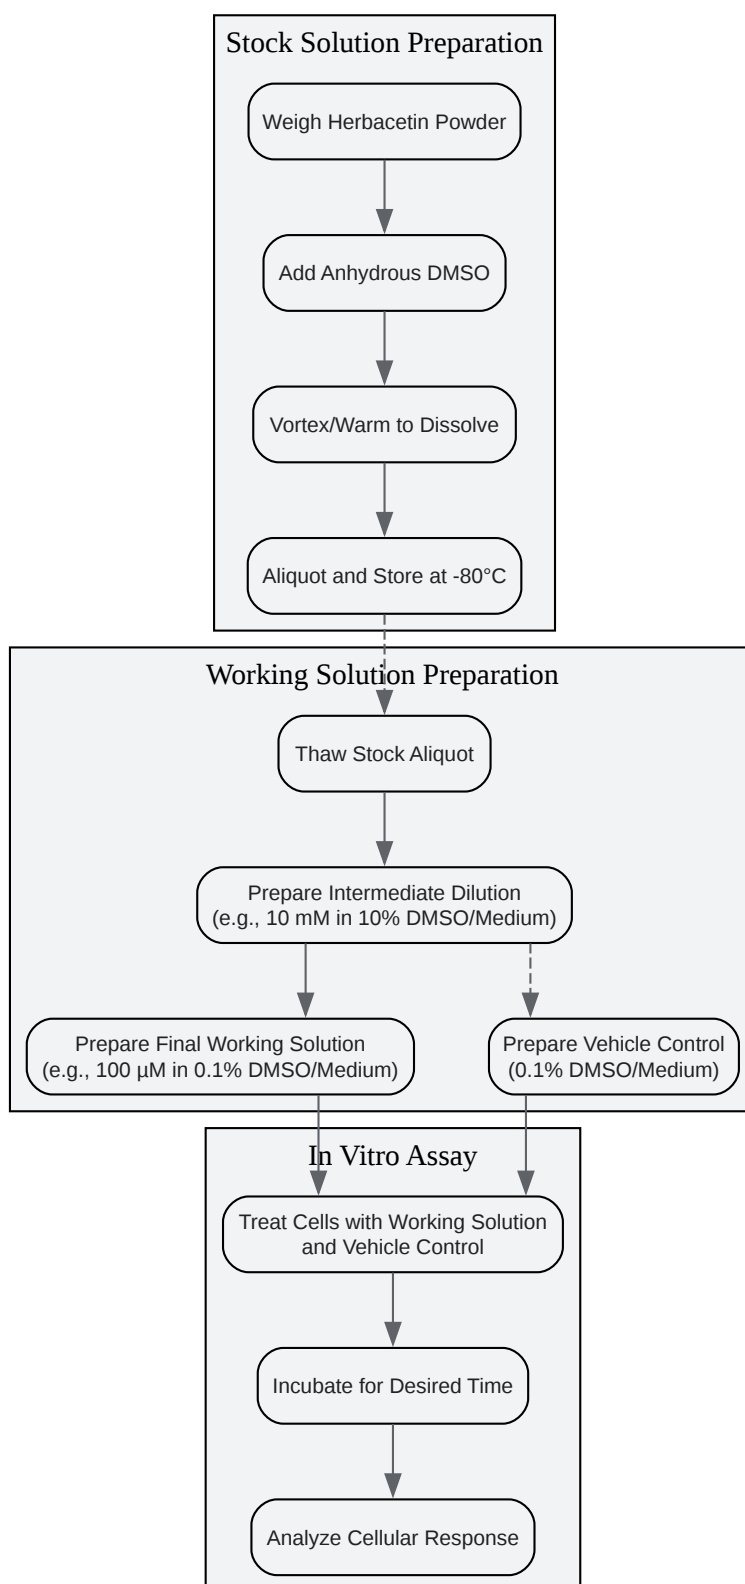 Stock Solution Preparation
Weigh Herbacetin Powder
Add Anhydrous DMSO
Vortex/Warm to Dissolve
Aliquot and Store at -80°C
Working Solution Preparation
Thaw Stock Aliquot
Prepare Intermediate Dilution
(e.g., 10 mM in 10% DMSO/Medium)
Prepare Final Working Solution
(e.g., 100 µM in 0.1% DMSO/Medium)
Prepare Vehicle Control
(0.1% DMSO/Medium)
In Vitro Assay
Treat Cells with Working Solution
and Vehicle Control
Incubate for Desired Time
Analyze Cellular Response